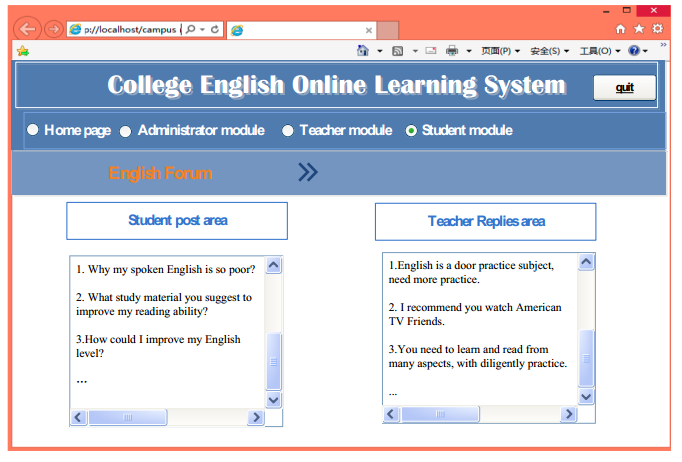 p://localhost/campus
页面(P) 安全(S) 工具(O)
College English Online Learning System
quit
Home page Administrator module Teacher module Student module
English Forum
Student post area
1. Why my spoken English is so poor?
2. What study material you suggest to
improve my reading ability?
3.How could I improve my English
level?
...
Teacher Replies area
1.English is a door practice subject,
need more practice.
2. I recommend you watch American
TV Friends.
3.You need to learn and read from
many aspects, with diligently practice.
...